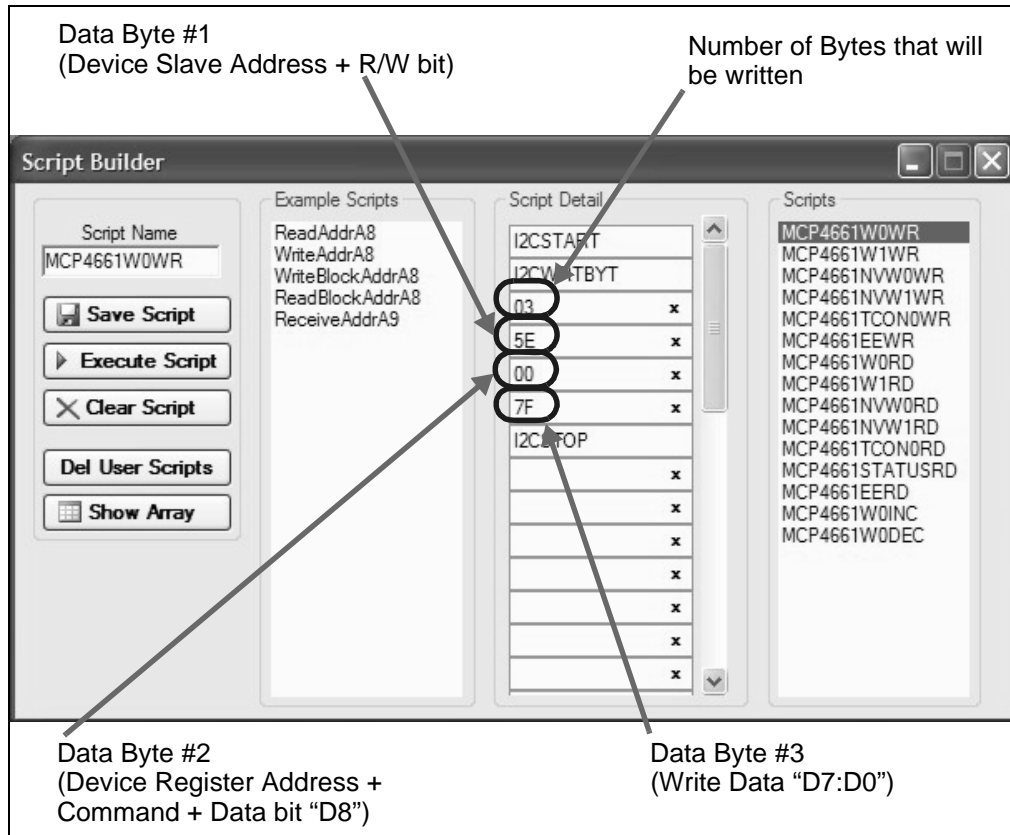 Data Byte #1
(Device Slave Address + R/W bit)
Number of Bytes that will
be written
Script Builder
Script Name
MCP4661W0WR
Save Script
Execute Script
Clear Script
Del User Scripts
Show Array
Example Scripts
ReadAddrA8
WriteAddrA8
WriteBlockAddrA8
ReadBlockAddrA8
ReceiveAddrA9
Script Detail
I2CSTART
I2CWRTBYT
03 x
5E x
00 x
7F x
I2CSTOP
x
x
x
x
x
x
x
Scripts
MCP4661W0WR
MCP4661W1WR
MCP4661NVW0WR
MCP4661NVW1WR
MCP4661TCON0WR
MCP4661EEWR
MCP4661W0RD
MCP4661W1RD
MCP4661NVW0RD
MCP4661NVW1RD
MCP4661TCON0RD
MCP4661STATUSRD
MCP4661EERD
MCP4661W0INC
MCP4661W0DEC
Data Byte #2
(Device Register Address +
Command + Data bit “D8”)
Data Byte #3
(Write Data “D7:D0”)